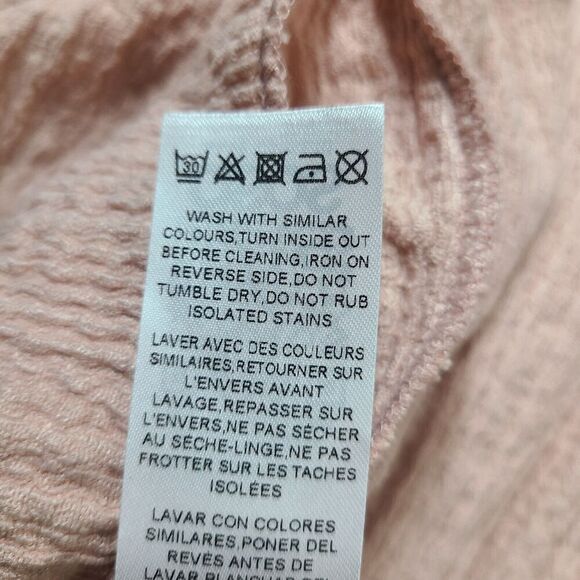 30
WASH WITH SIMILAR
COLOURS,TURN INSIDE OUT
BEFORE CLEANING,IRON ON
REVERSE SIDE,DO NOT
TUMBLE DRY,DO NOT RUB
ISOLATED STAINS
LAVER AVEC DES COULEURS
SIMILAIRES,RETOURNER SUR
L'ENVERS AVANT
LAVAGE,REPASSER SUR
L'ENVERS,NE PAS SÉCHER
AU SÈCHE-LINGE,NE PAS
FROTTER SUR LES TACHES
ISOLÉES
LAVAR CON COLORES
SIMILARES,PONER DEL
REVÉS ANTES DE
LAVAR,PLANCHAR DEL